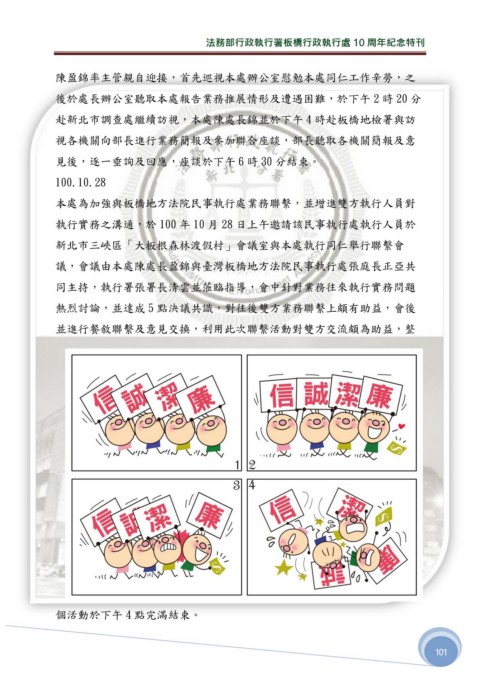 法務部行政執行署板橋行政執行處 10 周年紀念特刊
陳盈錦率主管親自迎接，首先巡視本處辦公室慰勉本處同仁工作辛勞，之
後於處長辦公室聽取本處報告業務推展情形及遭遇困難，於下午 2 時 20 分
赴新北市調查處繼續訪視，本處陳處長錦並於下午 4 時赴板橋地檢署與訪
視各機關向部長進行業務簡報及參加聯合座談，部長聽取各機關簡報及意
見後，逐一垂詢及回應，座談於下午 6 時 30 分結束。
100.10.28
本處為加強與板橋地方法院民事執行處業務聯繫，並增進雙方執行人員對
執行實務之溝通，於 100 年 10 月 28 日上午邀請該民事執行處執行人員於
新北市三峽區「大板根森林渡假村」會議室與本處執行同仁舉行聯繫會
議，會議由本處陳處長盈錦與臺灣板橋地方法院民事執行處張庭長正亞共
同主持，執行署張署長清雲並蒞臨指導，會中針對業務往來執行實務問題
熱烈討論，並達成 5 點決議共識，對往後雙方業務聯繫上頗有助益，會後
並進行餐敘聯繫及意見交換，利用此次聯繫活動對雙方交流頗為助益，整
信 誠 潔 廉
1
信 誠 潔 廉
2
信 誠 潔 廉
3
信 潔
誠 廉
4
個活動於下午 4 點完滿結束。
101